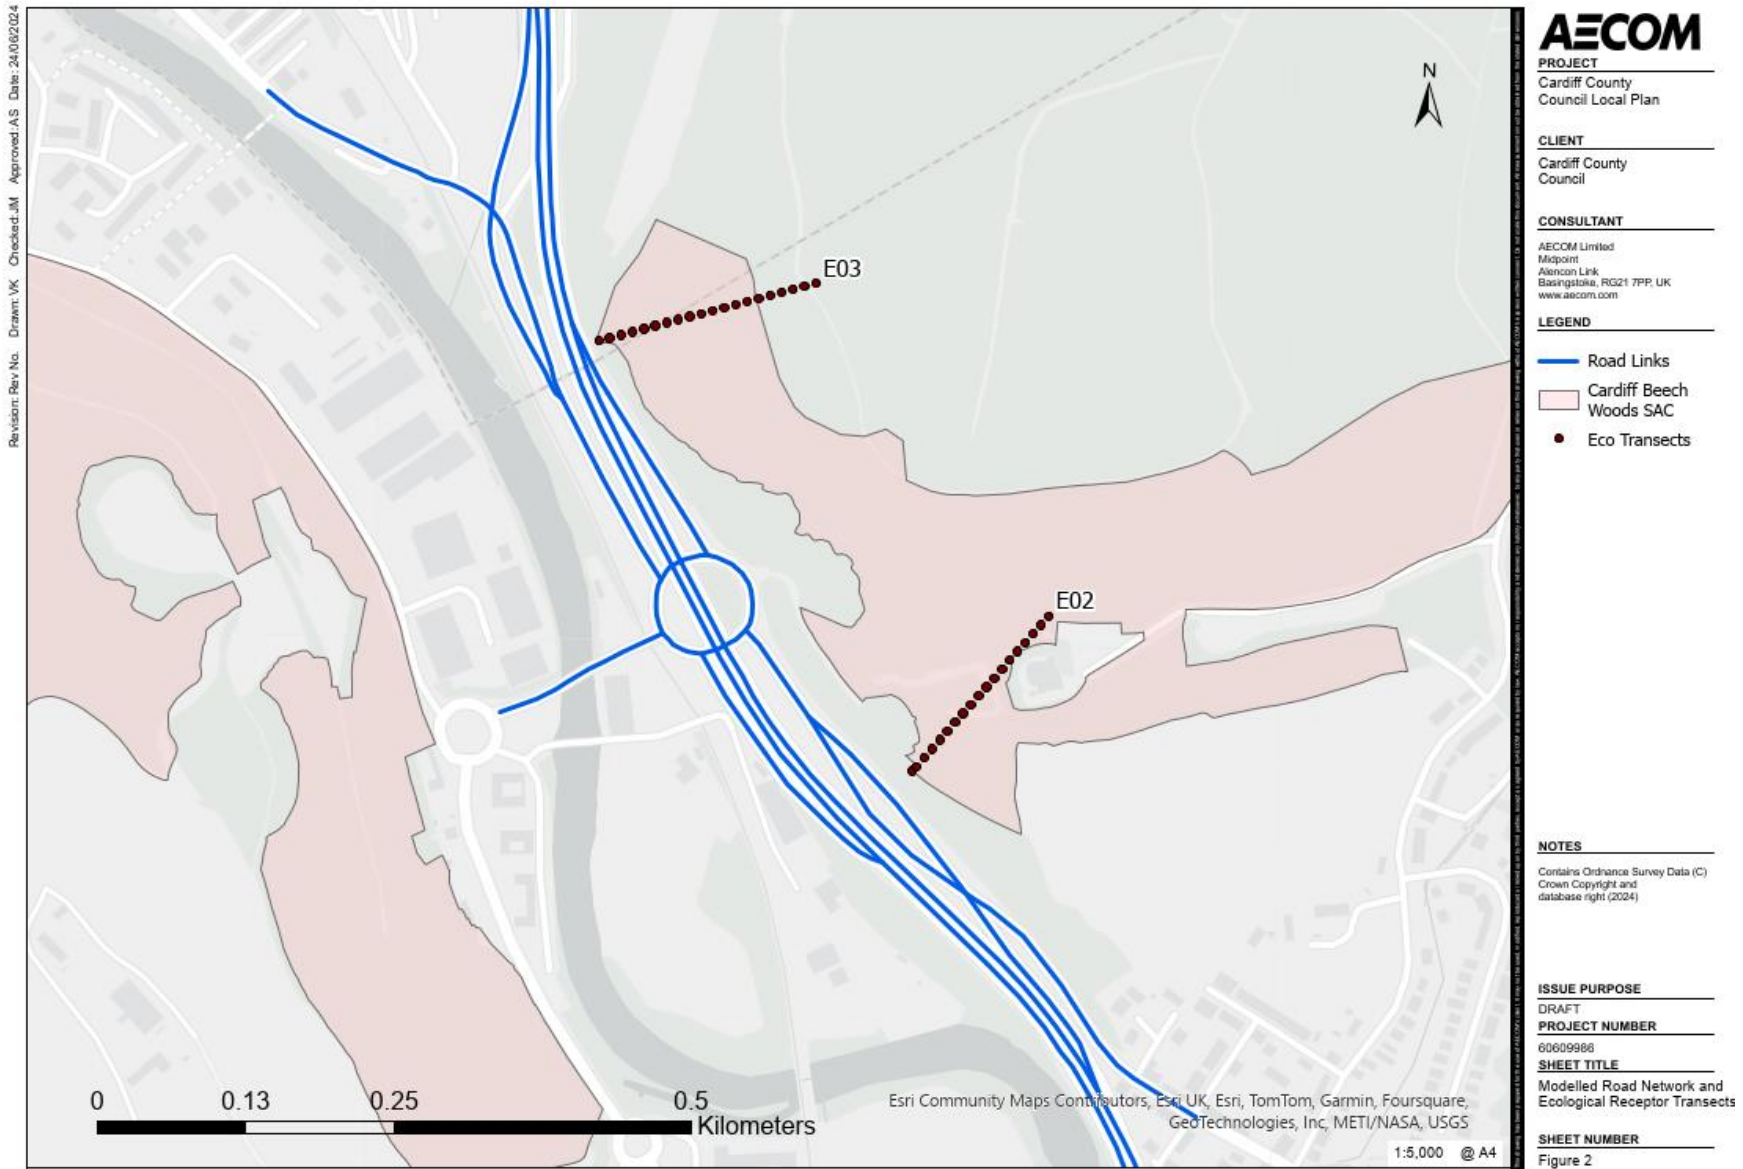 Revision: Rev No. Drawn: VK Checked: JM Approved: AS Date: 24/06/2024
N
E03
E02
0 0.13 0.25 0.5
Kilometers
Esri Community Maps Contributors, Esri UK, Esri, TomTom, Garmin, Foursquare,
GeoTechnologies, Inc, METI/NASA, USGS
1:5,000 @ A4
AECOM
PROJECT
Cardiff County
Council Local Plan
CLIENT
Cardiff County
Council
CONSULTANT
AECOM Limited
Midpoint
Alencon Link
Basingstoke, RG21 7PP, UK
www.aecom.com
LEGEND
Road Links
Cardiff Beech
Woods SAC
Eco Transects
NOTES
Contains Ordnance Survey Data (C)
Crown Copyright and
database right (2024)
ISSUE PURPOSE
DRAFT
PROJECT NUMBER
60609986
SHEET TITLE
Modelled Road Network and
Ecological Receptor Transects
SHEET NUMBER
Figure 2